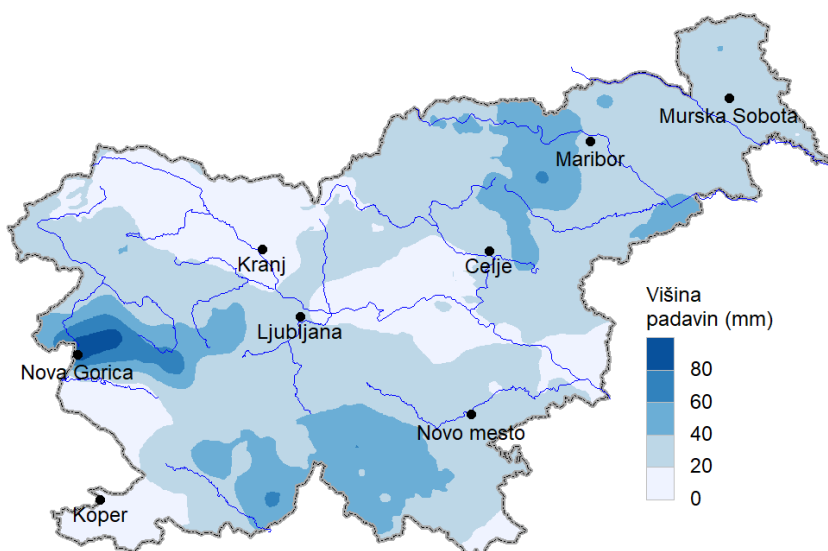 Murska Sobota
Maribor
Kranj
Celje
Ljubljana
Nova Gorica
Novo mesto
Koper
Višina
padavin (mm)
80
60
40
20
0